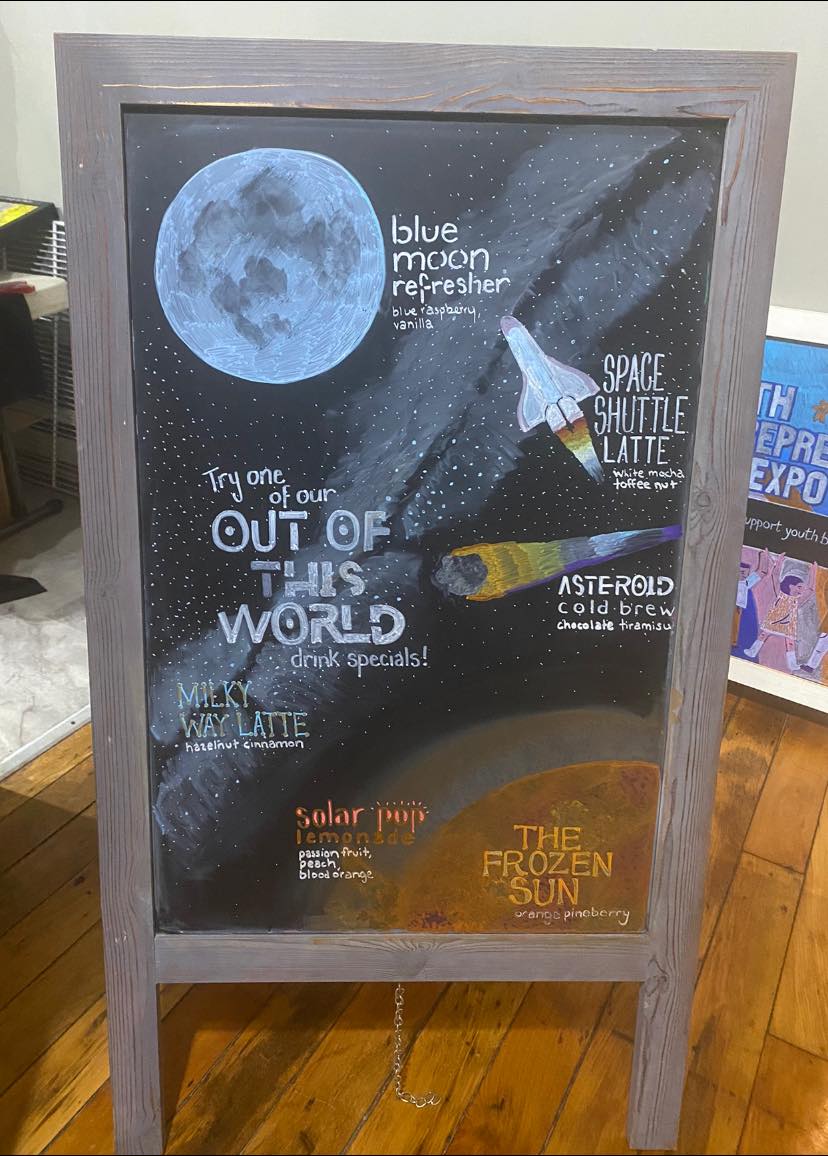 blue
moon
refresher
blue raspberry,
vanilla
SPACE
SHUTTLE
LATTE
white mocha
toffee nut
Try one
of our
OUT OF
THIS
WORLD
drink specials!
ASTEROID
cold brew
chocolate tiramisu
MILKY
WAY LATTE
hazelnut cinnamon
solar pop
lemonade
passion fruit,
peach,
blood orange
THE
FROZEN
SUN
orange pineberry
TH
EPRE
EXPO
upport youth b